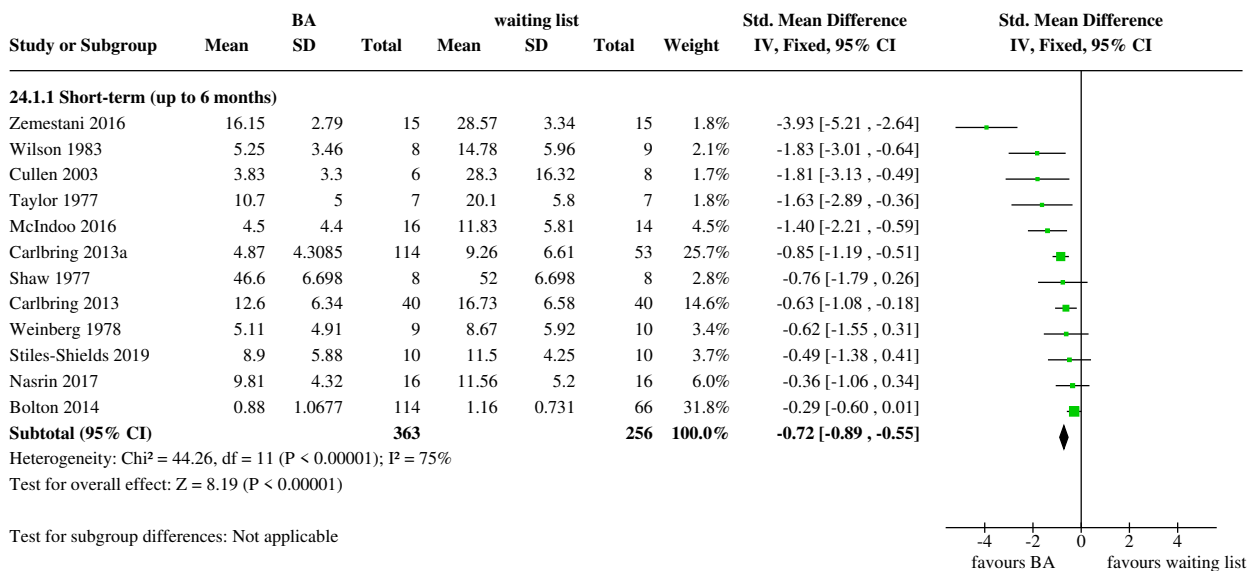 BA waiting list Std. Mean Difference Std. Mean Difference
Study or Subgroup Mean SD Total Mean SD Total Weight IV, Fixed, 95% CI IV, Fixed, 95% CI
24.1.1 Short-term (up to 6 months)
Zemestani 2016 16.15 2.79 15 28.57 3.34 15 1.8% -3.93 [-5.21 , -2.64]
Wilson 1983 5.25 3.46 8 14.78 5.96 9 2.1% -1.83 [-3.01 , -0.64]
Cullen 2003 3.83 3.3 6 28.3 16.32 8 1.7% -1.81 [-3.13 , -0.49]
Taylor 1977 10.7 5 7 20.1 5.8 7 1.8% -1.63 [-2.89 , -0.36]
McIndoo 2016 4.5 4.4 16 11.83 5.81 14 4.5% -1.40 [-2.21 , -0.59]
Carlbring 2013a 4.87 4.3085 114 9.26 6.61 53 25.7% -0.85 [-1.19 , -0.51]
Shaw 1977 46.6 6.698 8 52 6.698 8 2.8% -0.76 [-1.79 , 0.26]
Carlbring 2013 12.6 6.34 40 16.73 6.58 40 14.6% -0.63 [-1.08 , -0.18]
Weinberg 1978 5.11 4.91 9 8.67 5.92 10 3.4% -0.62 [-1.55 , 0.31]
Stiles-Shields 2019 8.9 5.88 10 11.5 4.25 10 3.7% -0.49 [-1.38 , 0.41]
Nasrin 2017 9.81 4.32 16 11.56 5.2 16 6.0% -0.36 [-1.06 , 0.34]
Bolton 2014 0.88 1.0677 114 1.16 0.731 66 31.8% -0.29 [-0.60 , 0.01]
Subtotal (95% CI) 363 256 100.0% -0.72 [-0.89 , -0.55]
Heterogeneity: Chi² = 44.26, df = 11 (P < 0.00001); I² = 75%
Test for overall effect: Z = 8.19 (P < 0.00001)
Test for subgroup differences: Not applicable
-4 -2 0 2 4
favours BA favours waiting list